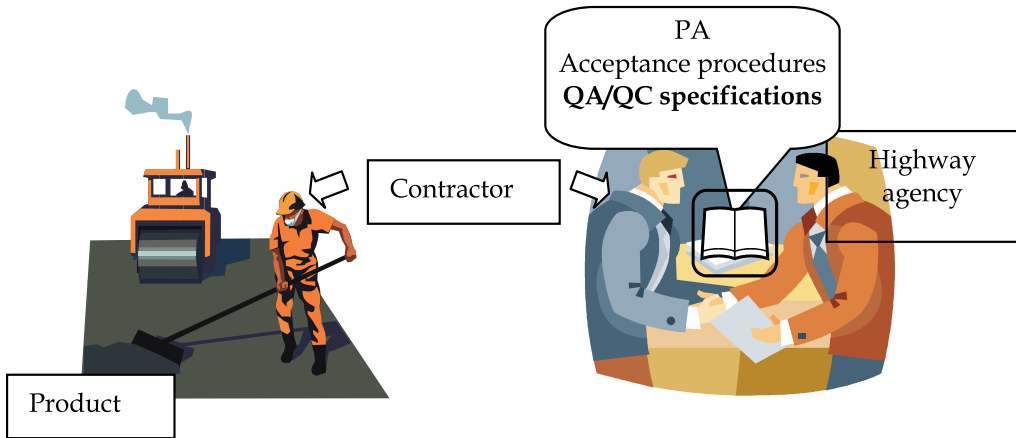 PA
Acceptance procedures
QA/QC specifications
Highway
agency
Contractor
Product